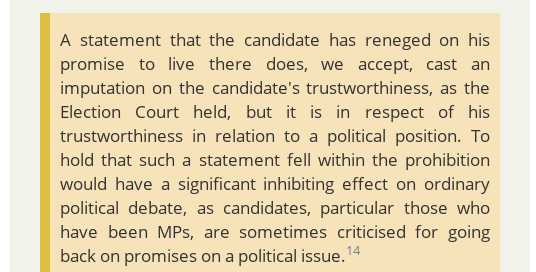 A statement that the candidate has reneged on his
promise to live there does, we accept, cast an
imputation on the candidate's trustworthiness, as the
Election Court held, but it is in respect of his
trustworthiness in relation to a political position. To
hold that such a statement fell within the prohibition
would have a significant inhibiting effect on ordinary
political debate, as candidates, particular those who
have been MPs, are sometimes criticised for going
back on promises on a political issue.14